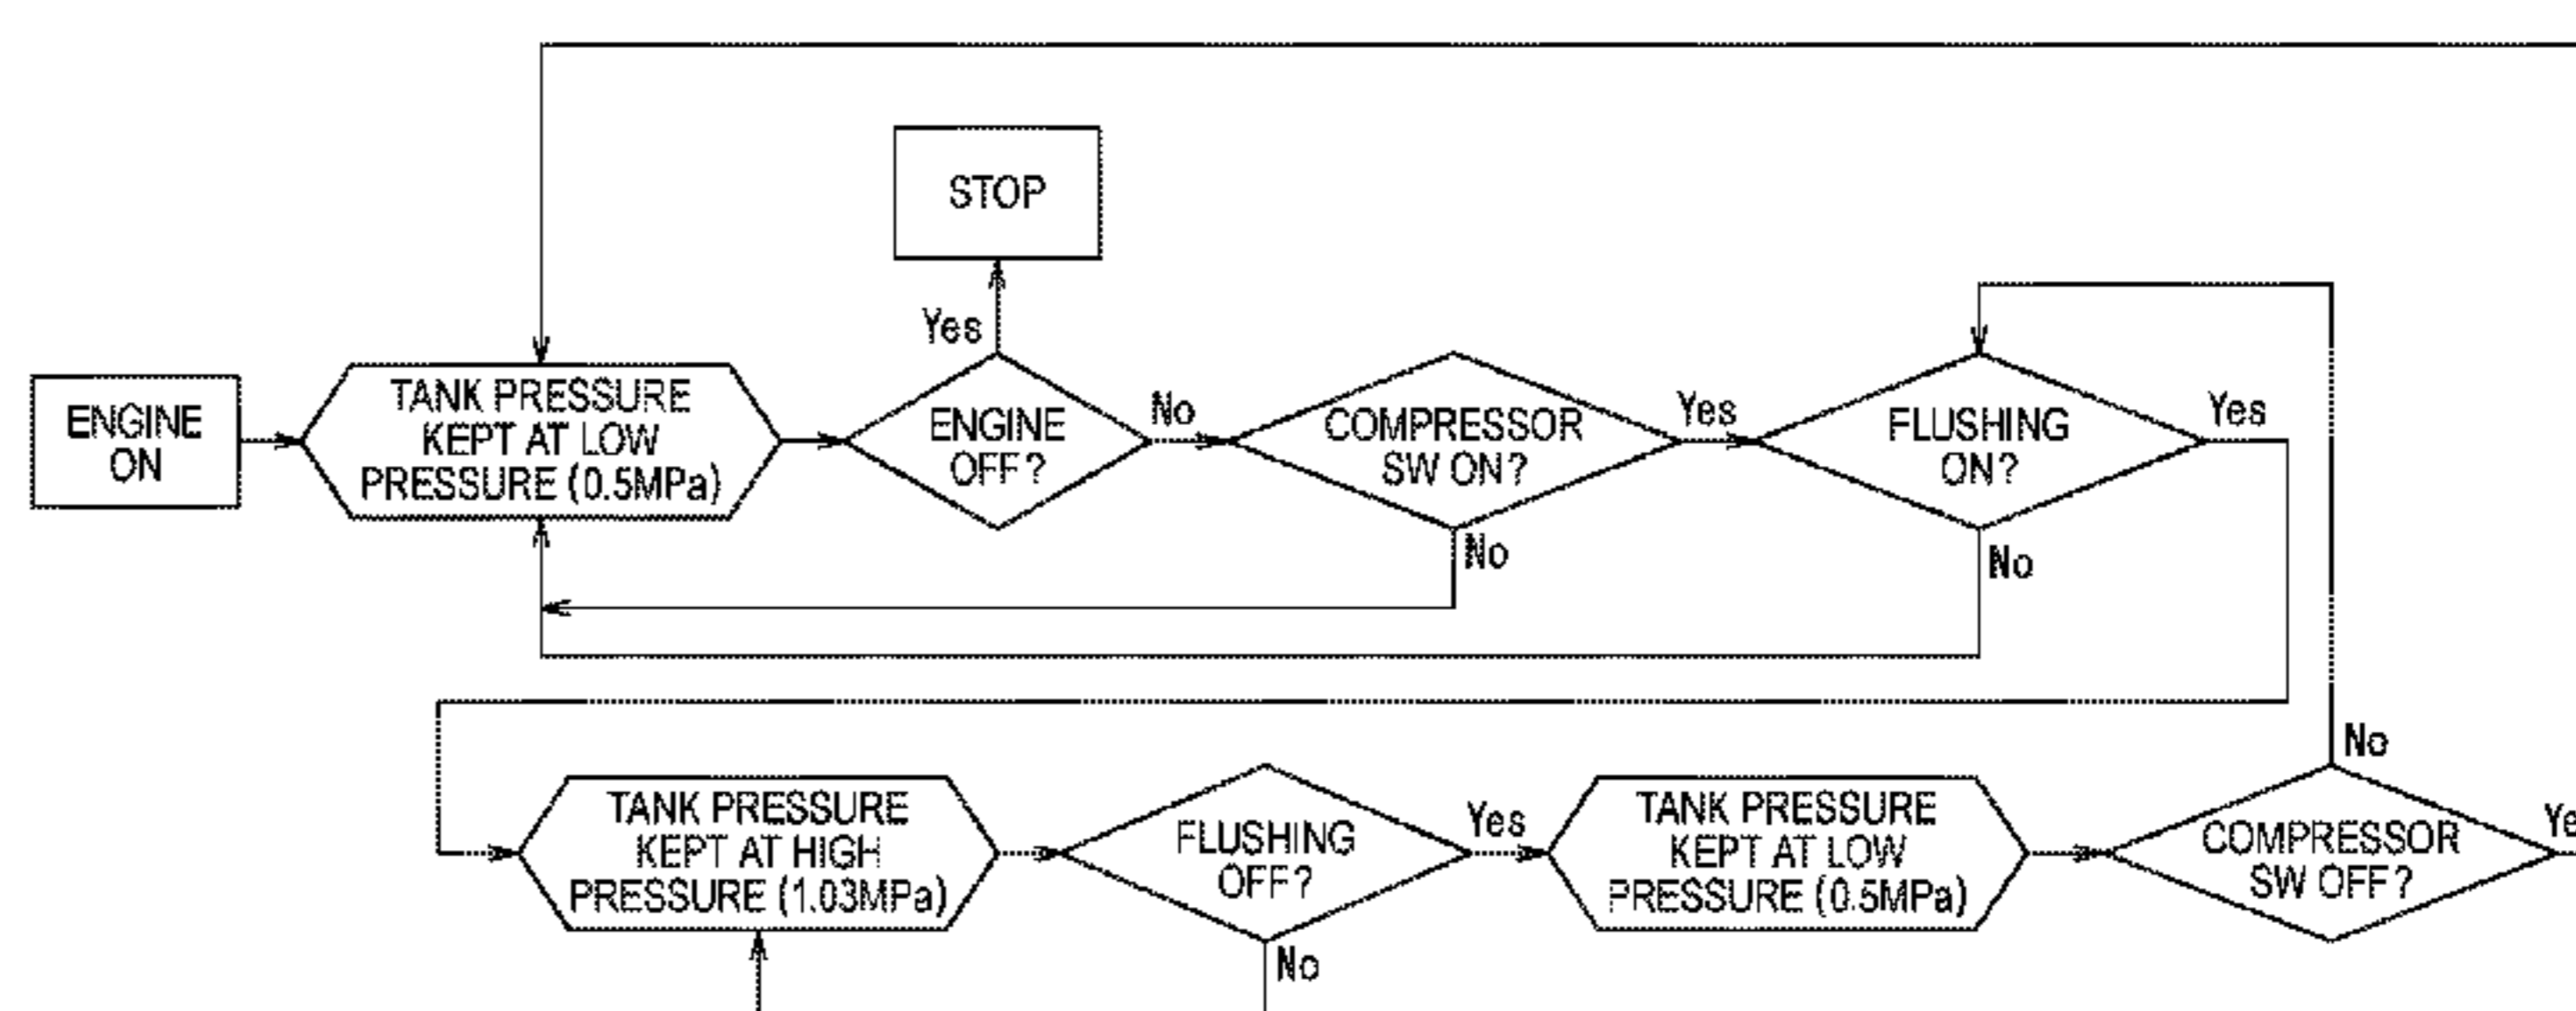 STOP
Yes
ENGINE
ON
TANK PRESSURE
KEPT AT LOW
PRESSURE (0.5MPa)
ENGINE
OFF?
No
COMPRESSOR
SW ON?
Yes
FLUSHING
ON?
Yes
No
No
No
TANK PRESSURE
KEPT AT HIGH
PRESSURE (1.03MPa)
FLUSHING
OFF?
Yes
TANK PRESSURE
KEPT AT LOW
PRESSURE (0.5MPa)
COMPRESSOR
SW OFF?
Ye
No